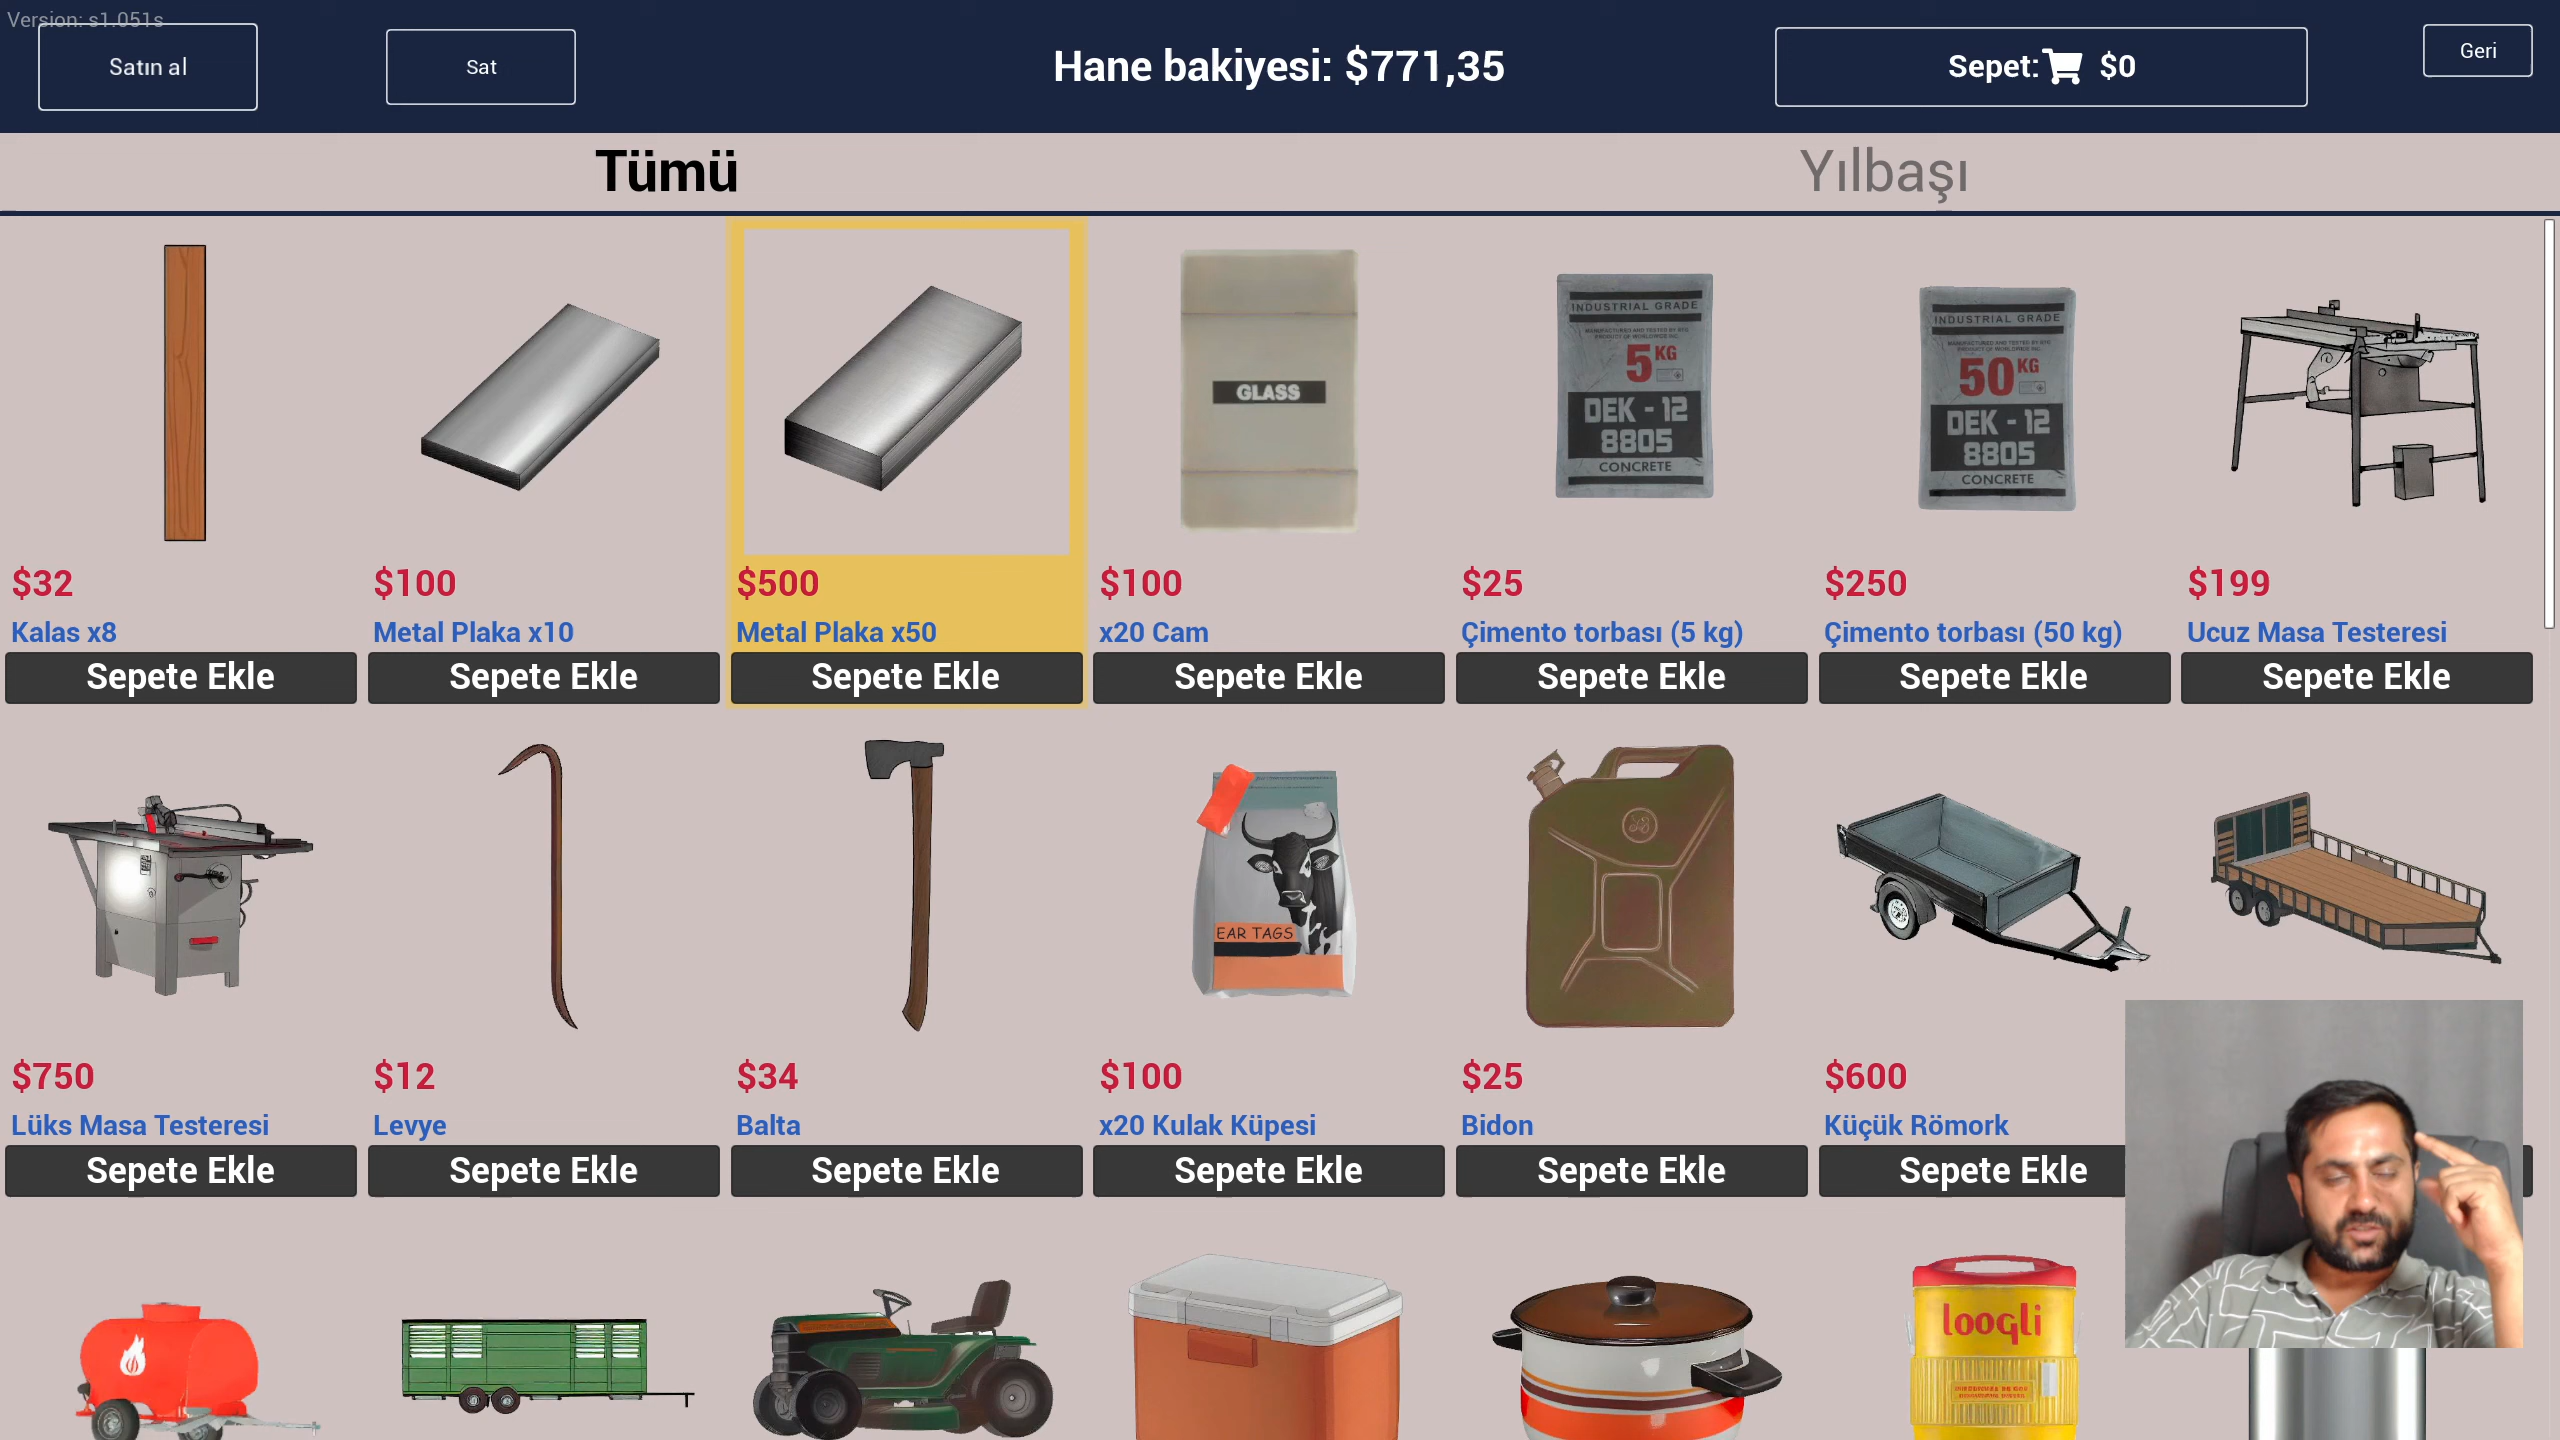 Version: s1.051s
Satın al
Sat
Hane bakiyesi: $771,35
Sepet: $0
Geri
Tümü
Yılbaşı
GLASS
INDUSTRIAL GRADE
5 KG
DEK - 12
8805
CONCRETE
INDUSTRIAL GRADE
50 KG
DEK - 12
8805
CONCRETE
$32
$100
$500
$100
$25
$250
$199
Kalas x8
Metal Plaka x10
Metal Plaka x50
x20 Cam
Çimento torbası (5 kg)
Çimento torbası (50 kg)
Ucuz Masa Testeresi
Sepete Ekle
Sepete Ekle
Sepete Ekle
Sepete Ekle
Sepete Ekle
Sepete Ekle
Sepete Ekle
EAR TAGS
$750
$12
$34
$100
$25
$600
Lüks Masa Testeresi
Levye
Balta
x20 Kulak Küpesi
Bidon
Küçük Römork
Sepete Ekle
Sepete Ekle
Sepete Ekle
Sepete Ekle
Sepete Ekle
Sepete Ekle
looqli